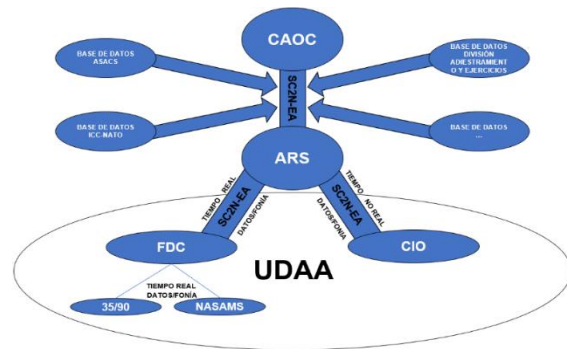 CAOC
BASE DE DATOS
ASACS
BASE DE DATOS
DIVISIÓN
ADIESTRAMIENT
O Y EJERCICIOS
SC2N-EA
BASE DE DATOS
ICC-NATO
BASE DE DATOS
...
ARS
TIEMPO REAL
SC2N-EA
DATOS/FONÍA
TIEMPO NO REAL
SC2N-EA
DATOS/FONÍA
FDC
CIO
UDAA
TIEMPO REAL
DATOS/FONÍA
35/90
NASAMS